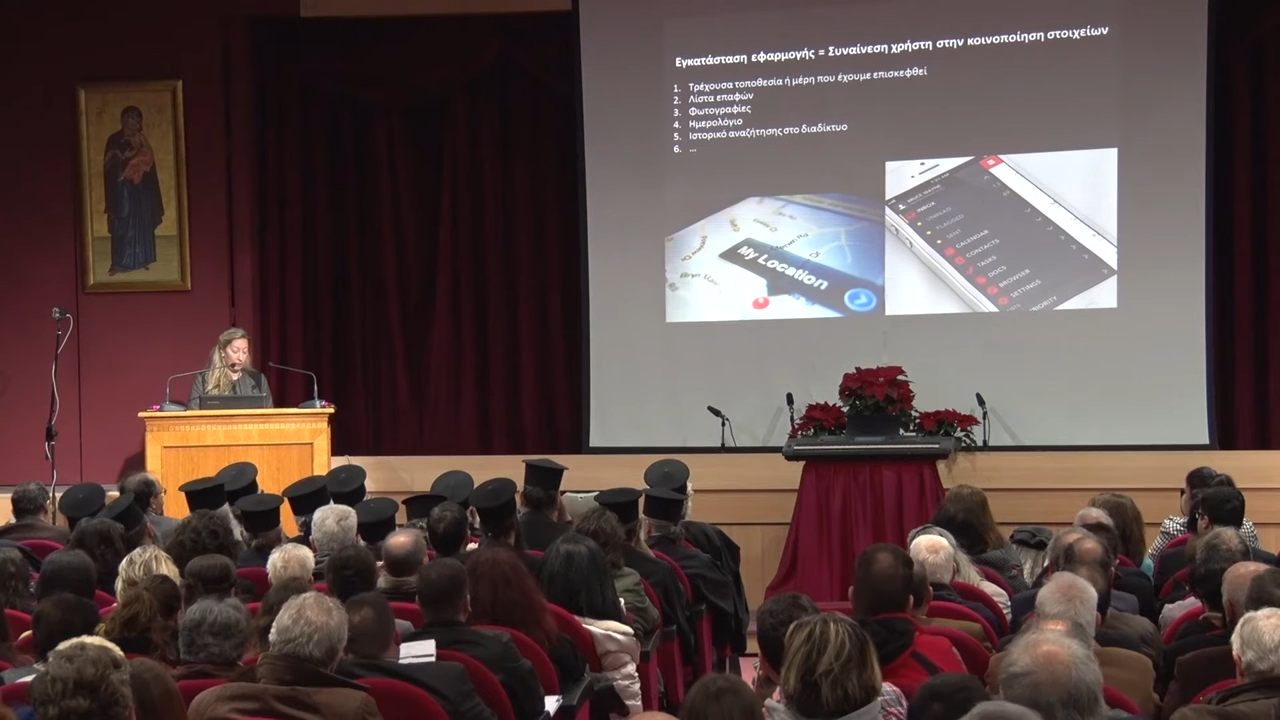 Εγκατάσταση εφαρμογής = Συναίνεση χρήστη στην κοινοποίηση στοιχείων
1. Τρέχουσα τοποθεσία ή μέρη που έχουμε επισκεφθεί
2. Λίστα επαφών
3. Φωτογραφίες
4. Ημερολόγιο
5. Ιστορικό αναζήτησης στο διαδίκτυο
6. ...
My Location
INBOX
UNREAD
FLAGGED
SENT
CALENDAR
CONTACTS
TASKS
DOCS
BROWSER
SETTINGS